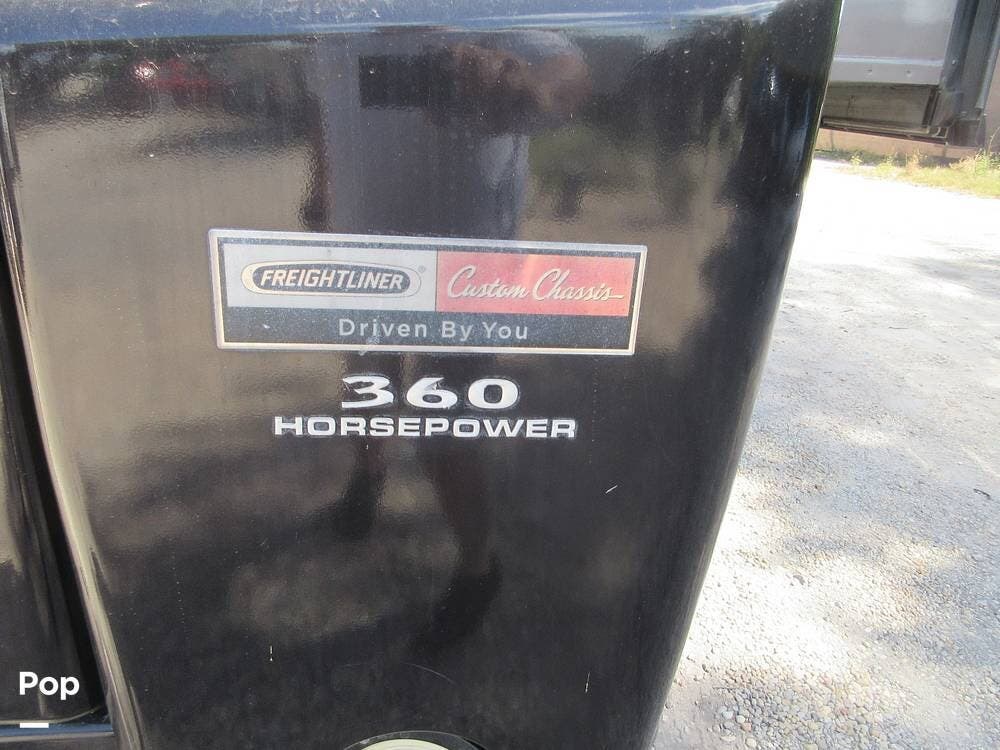 FREIGHTLINER® Custom Chassis
Driven By You
360
HORSEPOWER
Pop